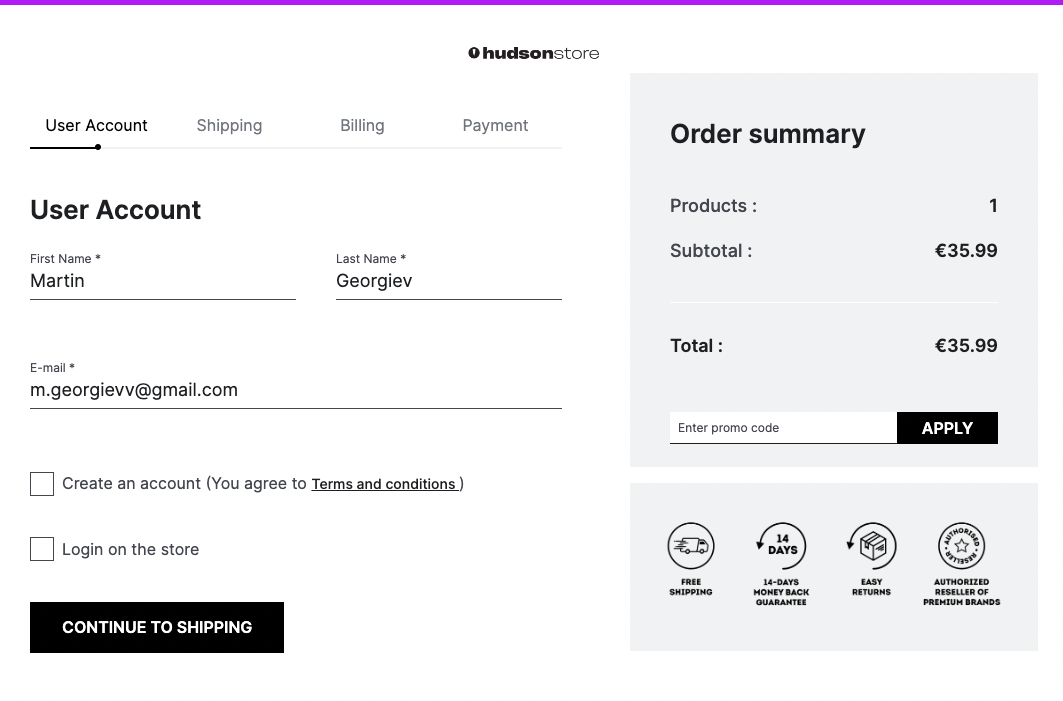 hudsonstore
User Account
Shipping
Billing
Payment
User Account
First Name *
Martin
Last Name *
Georgiev
E-mail *
m.georgievv@gmail.com
Create an account (You agree to Terms and conditions )
Login on the store
CONTINUE TO SHIPPING
Order summary
Products : 1
Subtotal : €35.99
Total : €35.99
Enter promo code
APPLY
FREE
SHIPPING
14
DAYS
14-DAYS
MONEY BACK
GUARANTEE
EASY
RETURNS
AUTHORISED
RESELLER
AUTHORIZED
RESELLER OF
PREMIUM BRANDS